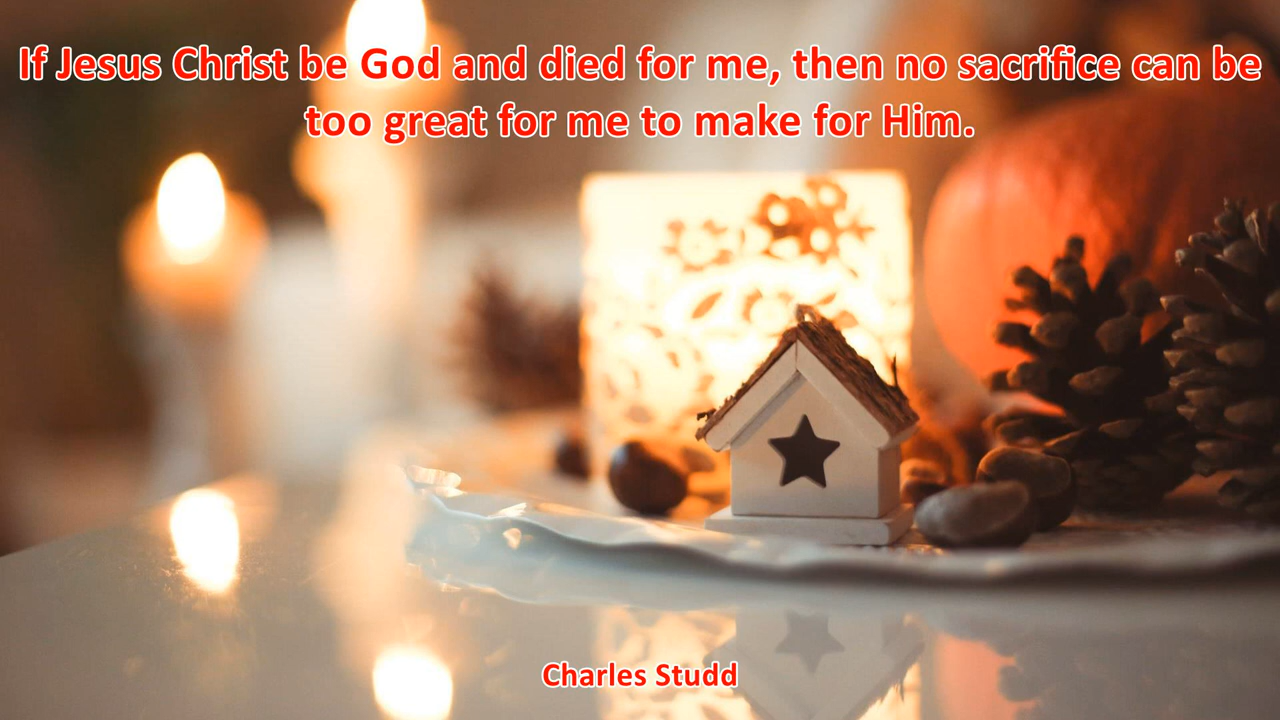 If Jesus Christ be God and died for me, then no sacrifice can be
too great for me to make for Him.
Charles Studd